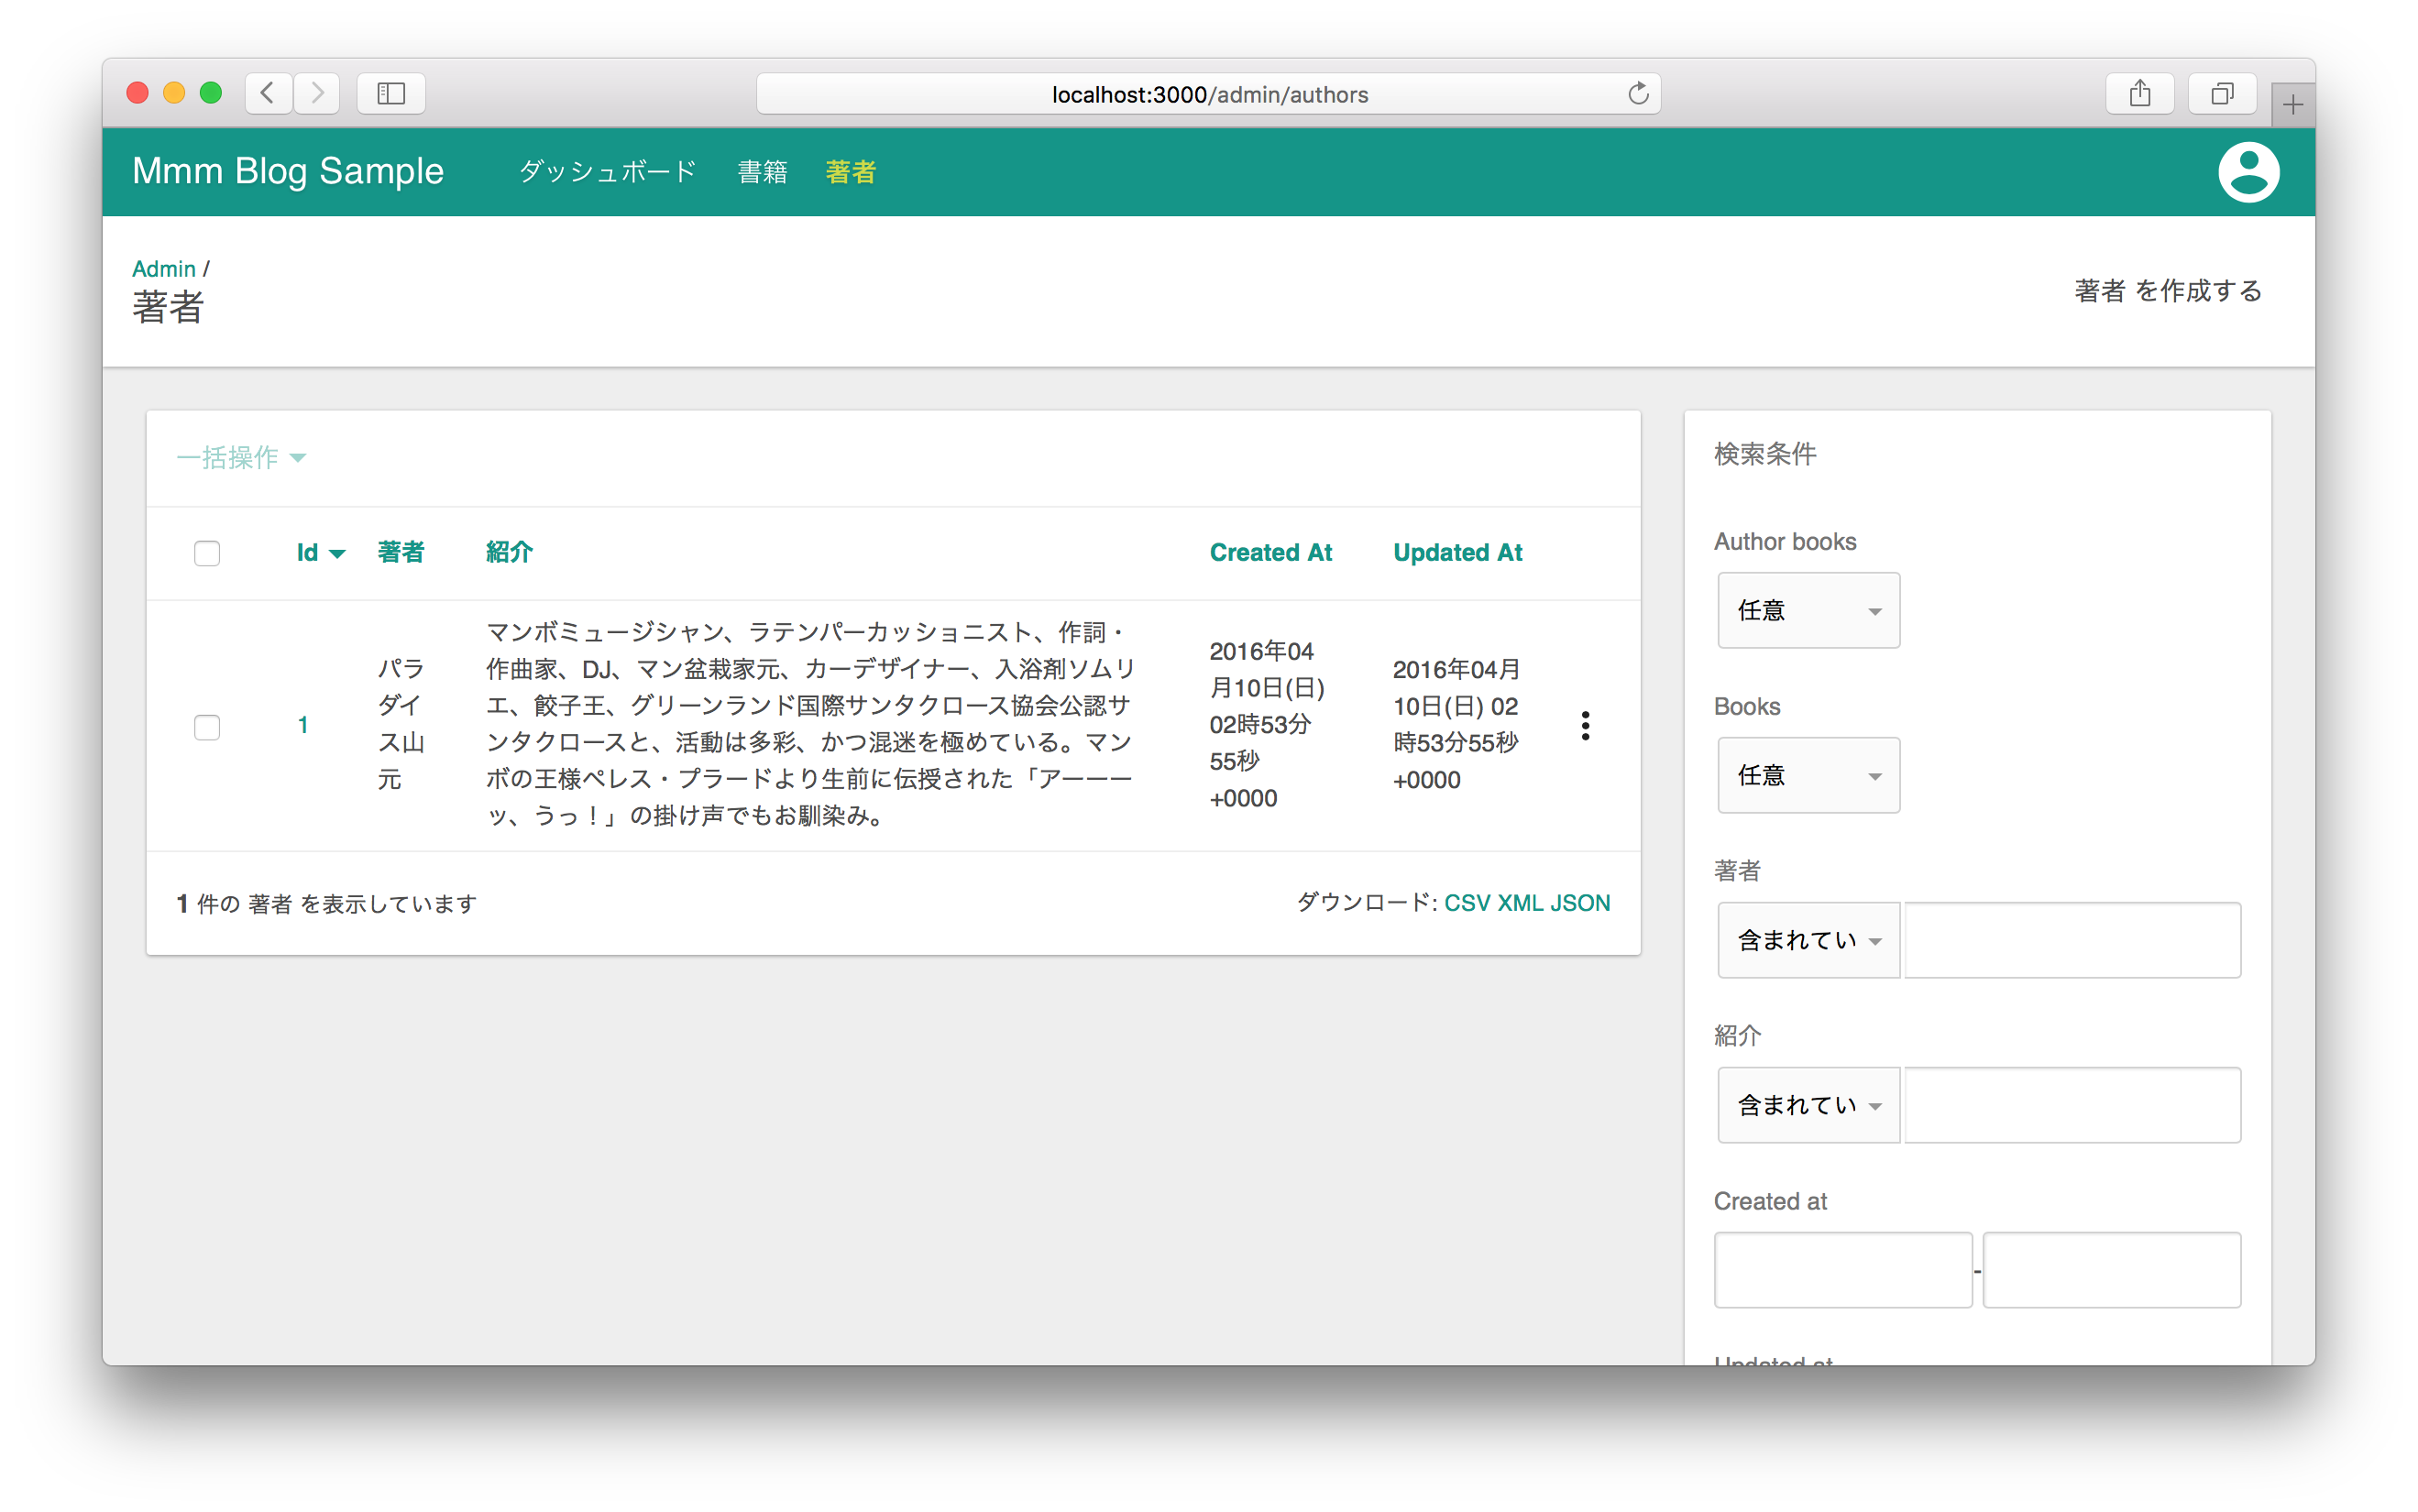 localhost:3000/admin/authors
Mmm Blog Sample ダッシュボード 書籍 著者
Admin /
著者
著者 を作成する
一括操作
Id 著者 紹介 Created At Updated At
1
パラ
ダイ
ス山
元
マンボミュージシャン、ラテンパーカッショニスト、作詞・
作曲家、DJ、マン盆栽家元、カーデザイナー、入浴剤ソムリ
エ、餃子王、グリーンランド国際サンタクロース協会公認サ
ンタクロースと、活動は多彩、かつ混迷を極めている。マン
ボの王様ペレス・プラードより生前に伝授された「アーーー
ッ、うっ！」の掛け声でもお馴染み。
2016年04
月10日(日)
02時53分
55秒
+0000
2016年04月
10日(日) 02
時53分55秒
+0000
1 件の 著者 を表示しています
ダウンロード: CSV XML JSON
検索条件
Author books
任意
Books
任意
著者
含まれてい
紹介
含まれてい
Created at
-
Updated at